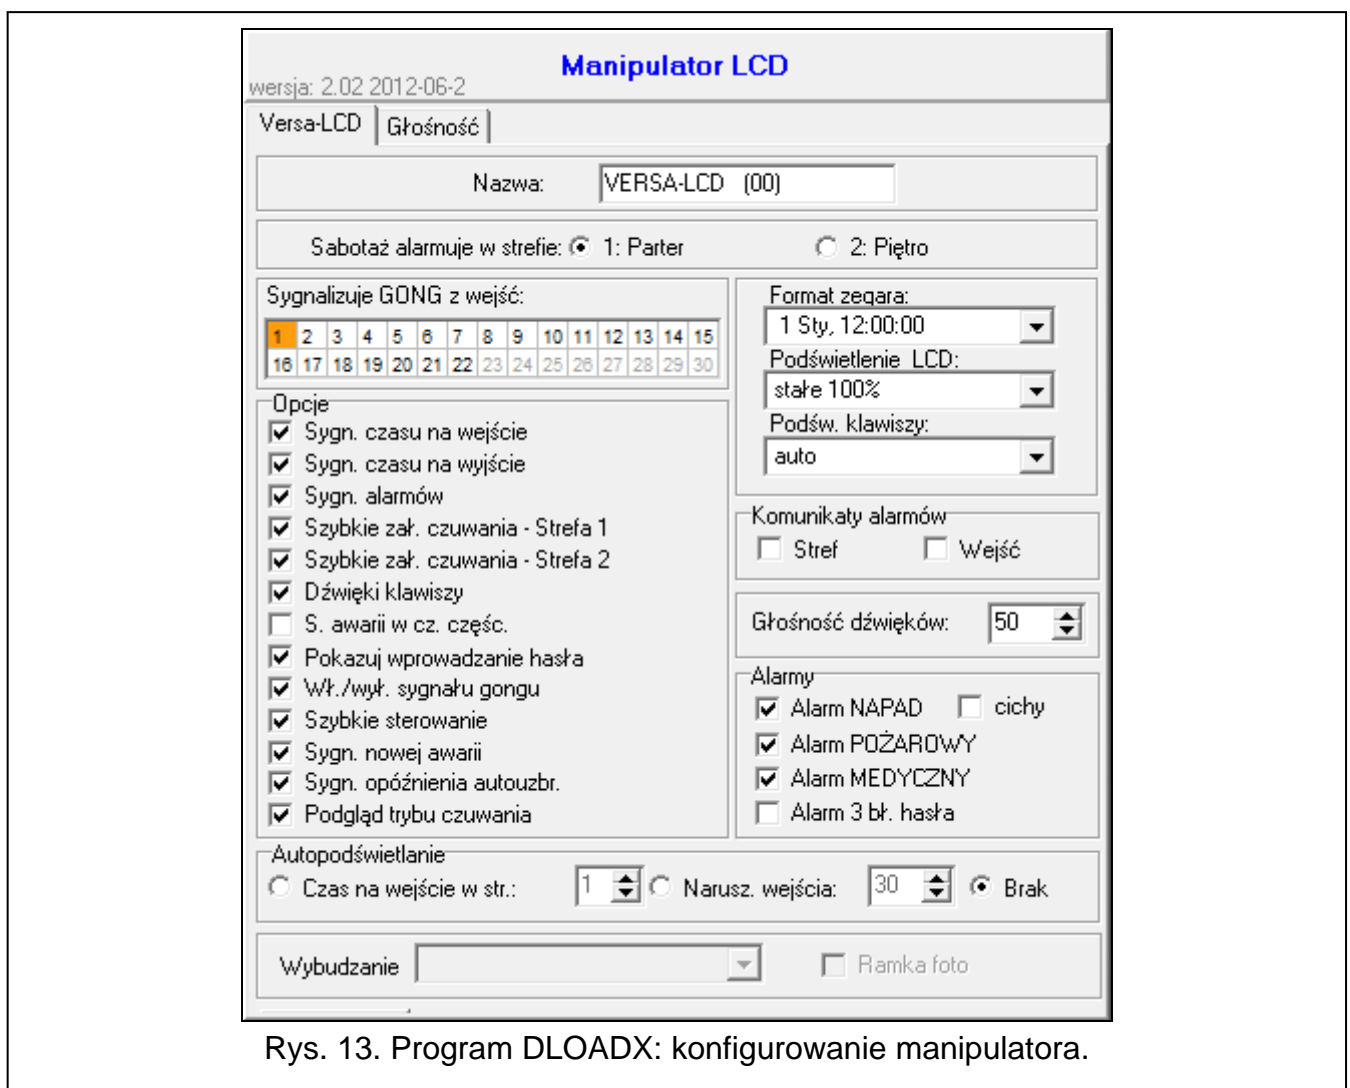 Manipulator LCD
wersja: 2.02 2012-06-2
Versa-LCD Głośność
Nazwa: VERSA-LCD (00)
Sabotaż alarmuje w strefie: 1: Parter 2: Piętro
Sygnalizuje GONG z wejść:
1 2 3 4 5 6 7 8 9 10 11 12 13 14 15
16 17 18 19 20 21 22 23 24 25 26 27 28 29 30
Opcje
Sygn. czasu na wejście
Sygn. czasu na wyjście
Sygn. alarmów
Szybkie zał. czuwania - Strefa 1
Szybkie zał. czuwania - Strefa 2
Dźwięki klawiszy
S. awarii w cz. częśc.
Pokazuj wprowadzanie hasła
Wł./wył. sygnału gongu
Szybkie sterowanie
Sygn. nowej awarii
Sygn. opóźnienia autouzbr.
Podgląd trybu czuwania
Format zegara:
1 Sty, 12:00:00
Podświetlenie LCD:
stałe 100%
Podśw. klawiszy:
auto
Komunikaty alarmów
Stref Wejść
Głośność dźwięków: 50
Alarmy
Alarm NAPAD cichy
Alarm POŻAROWY
Alarm MEDYCZNY
Alarm 3 bł. hasła
Autopodświetlanie
Czas na wejście w str.: 1 Narusz. wejścia: 30 Brak
Wybudzanie Ramka foto
Rys. 13. Program DLOADX: konfigurowanie manipulatora.